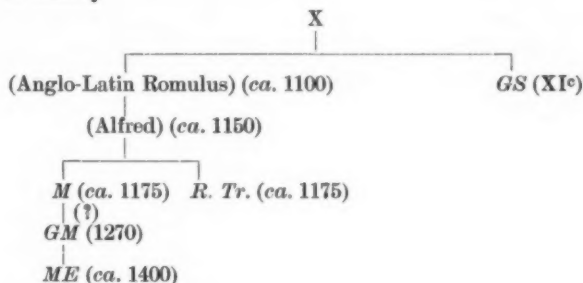 X
(Anglo-Latin Romulus) (ca. 1100) GS (XIᶜ)
(Alfred) (ca. 1150)
M (ca. 1175) R. Tr. (ca. 1175)
(?)
GM (1270)
ME (ca. 1400)